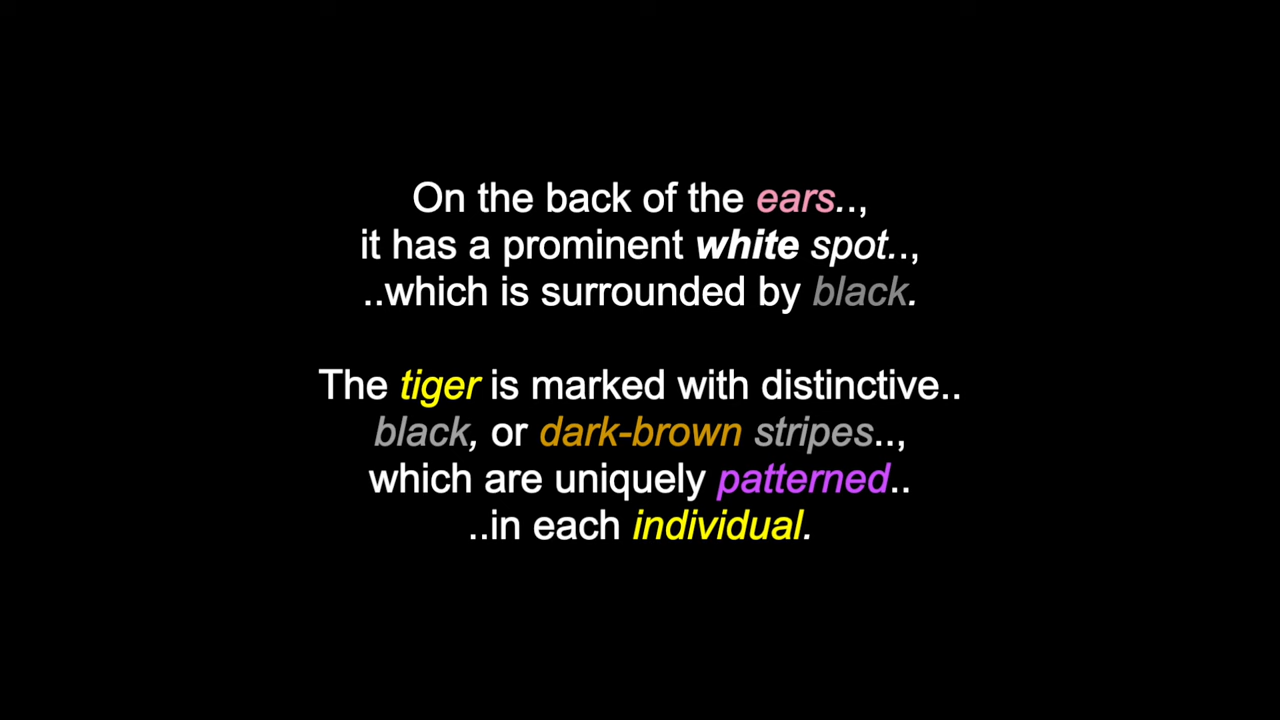 On the back of the ears..,
it has a prominent white spot..,
..which is surrounded by black.
The tiger is marked with distinctive..
black, or dark-brown stripes..,
which are uniquely patterned..
..in each individual.